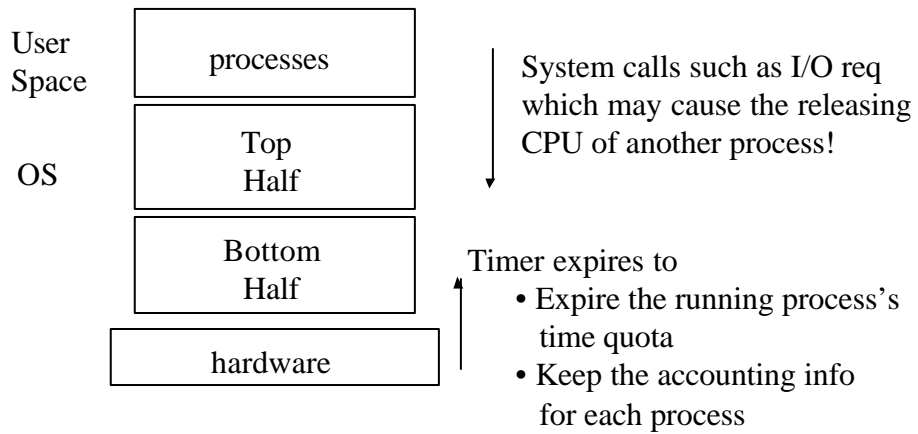 User
Space
processes
System calls such as I/O req
which may cause the releasing
CPU of another process!
OS
Top
Half
Bottom
Half
Timer expires to
• Expire the running process’s
time quota
• Keep the accounting info
for each process
hardware